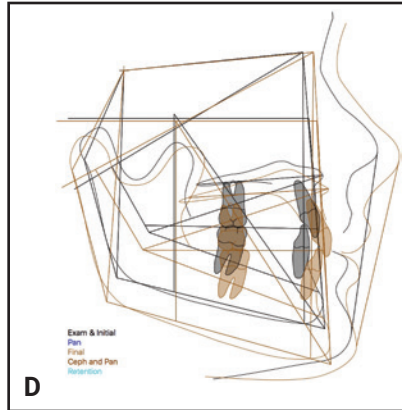 Exam & Initial
Pan
Final
Ceph and Pan
Retention
D